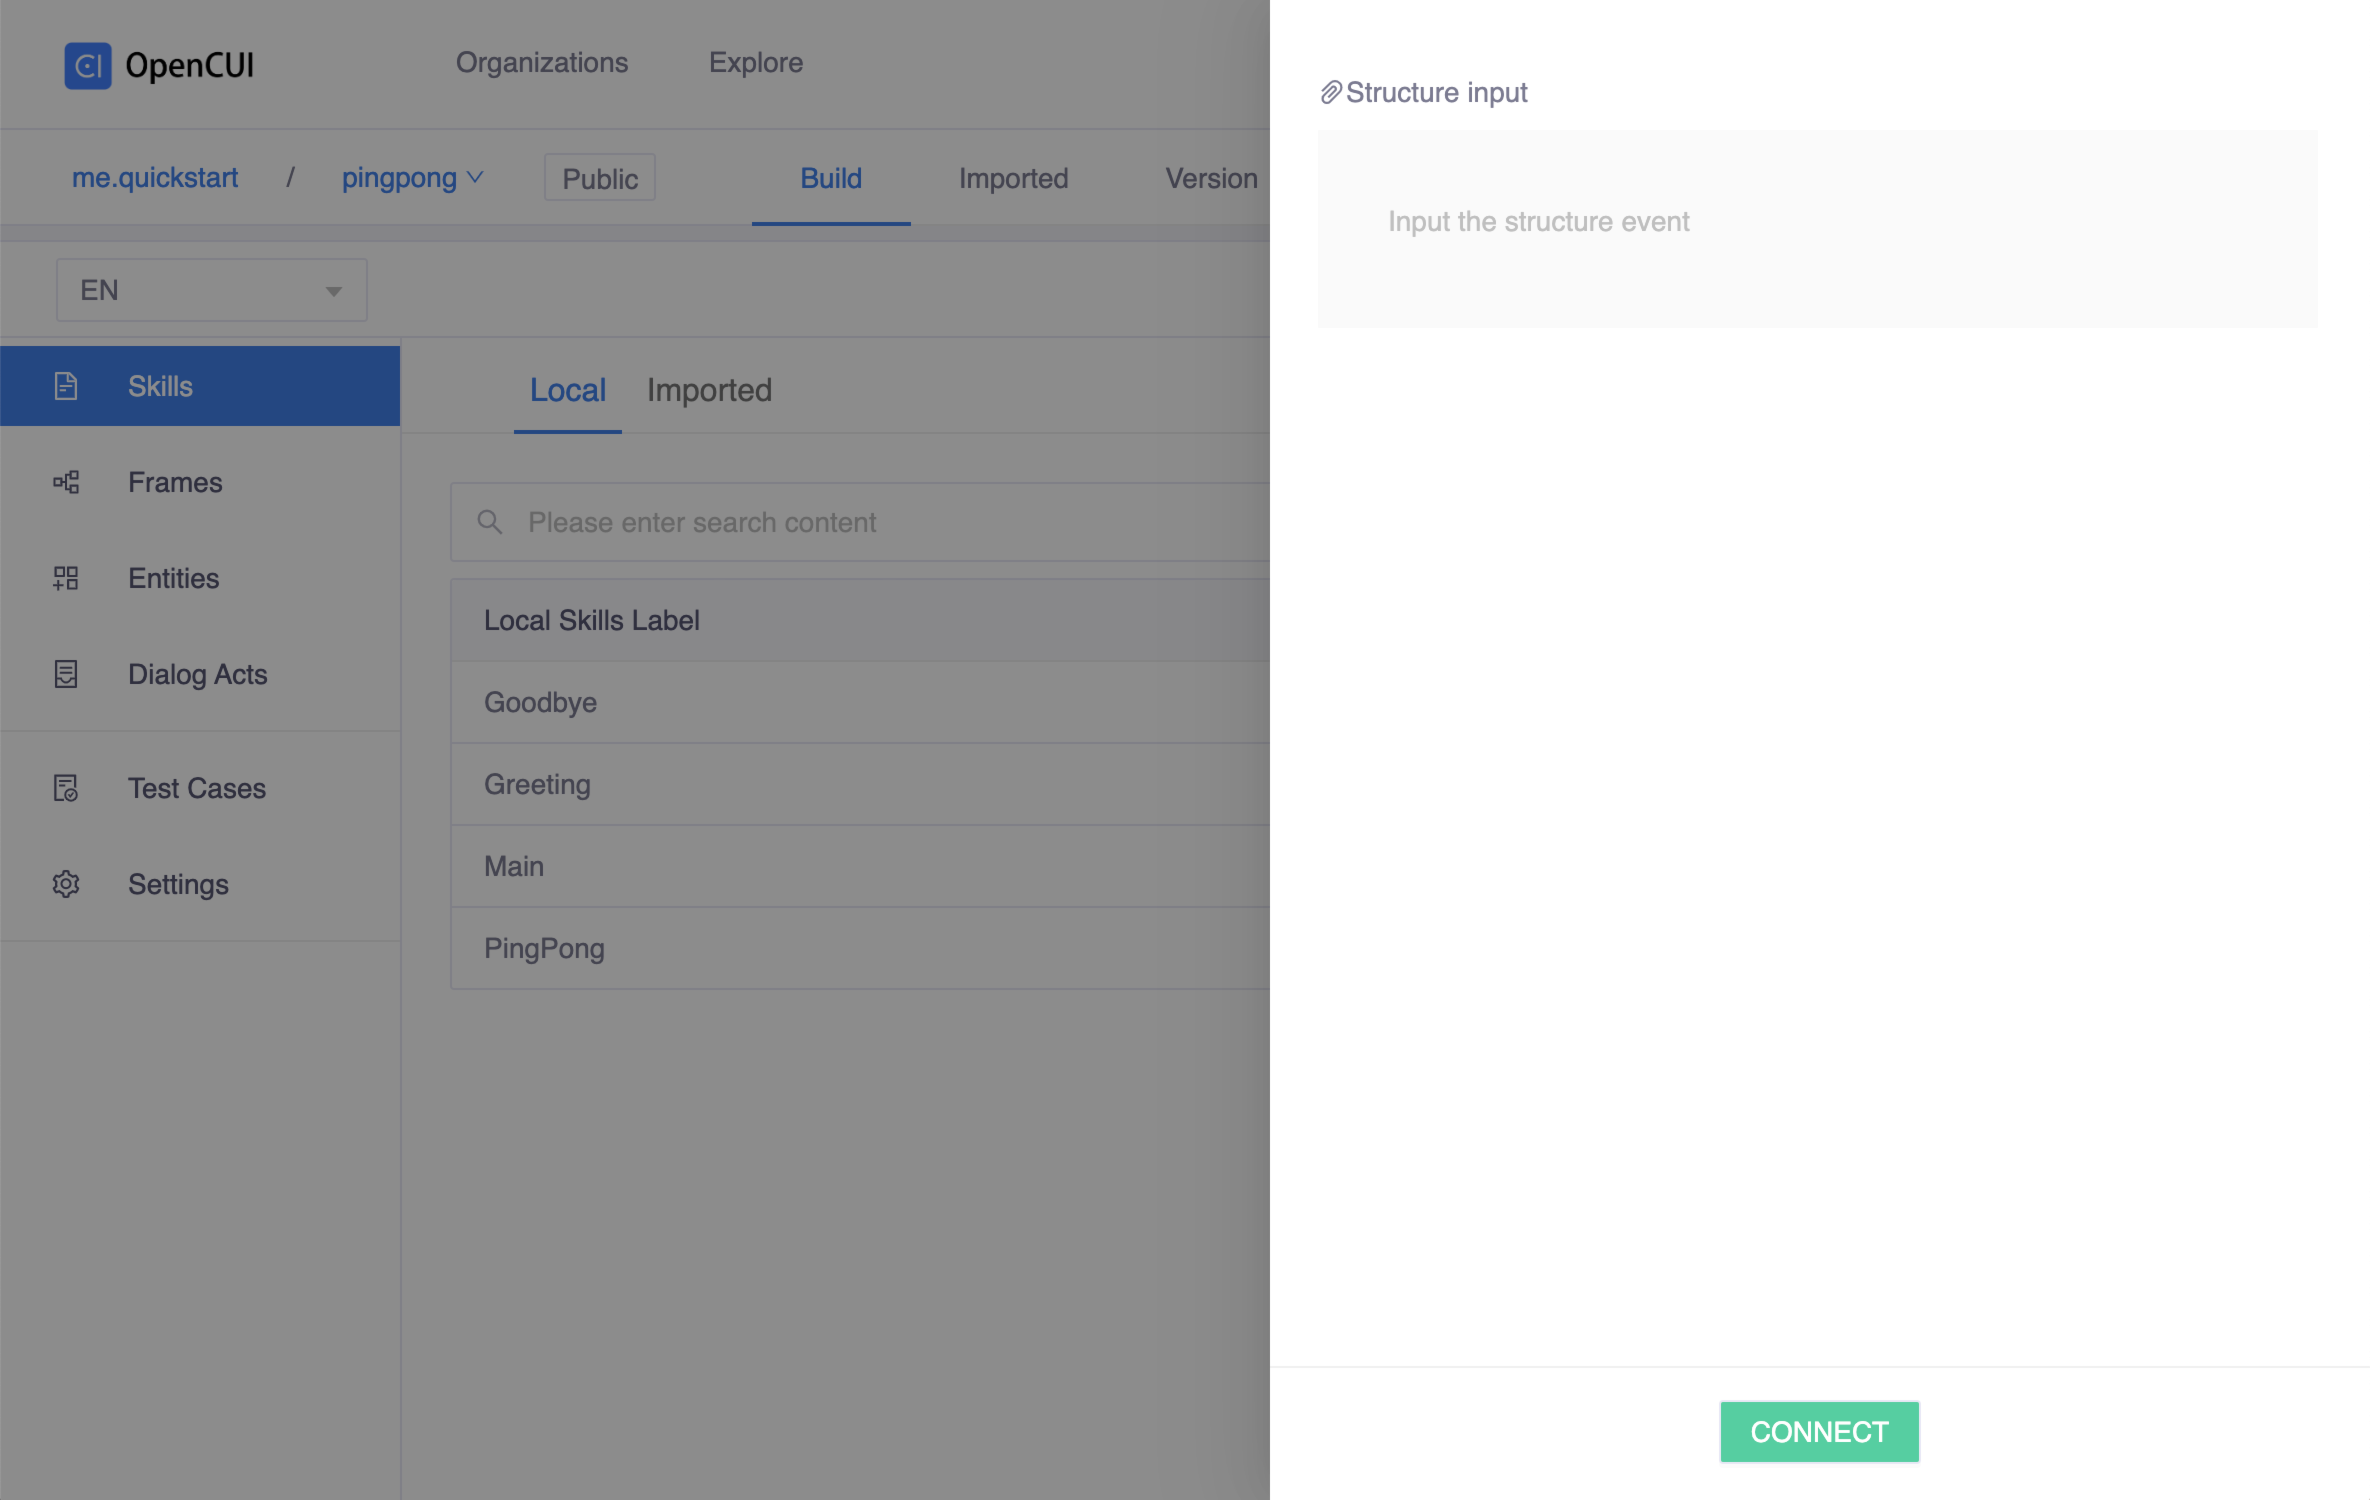 CI OpenCUI
Organizations
Explore
me.quickstart / pingpong
Public
Build
Imported
Version
EN
Skills
Frames
Entities
Dialog Acts
Test Cases
Settings
Local
Imported
Please enter search content
Local Skills Label
Goodbye
Greeting
Main
PingPong
Structure input
Input the structure event
CONNECT